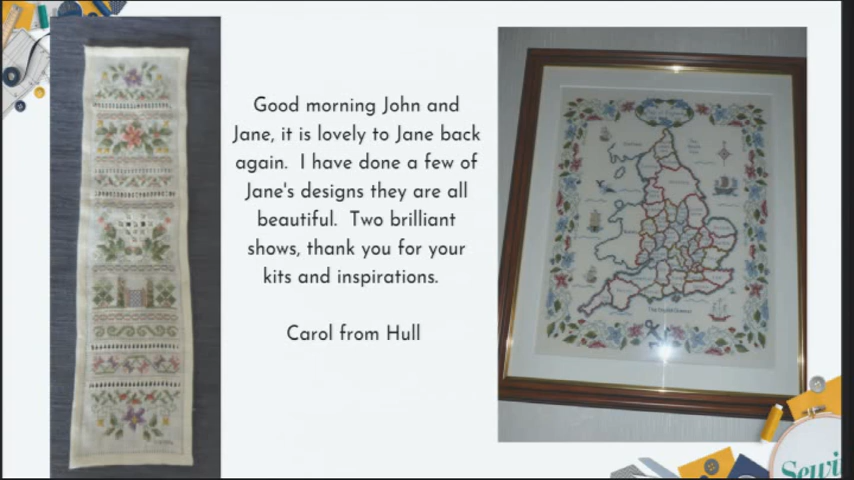 Good morning John and
Jane, it is lovely to Jane back
again. I have done a few of
Jane's designs they are all
beautiful. Two brilliant
shows, thank you for your
kits and inspirations.
Carol from Hull
Sewi